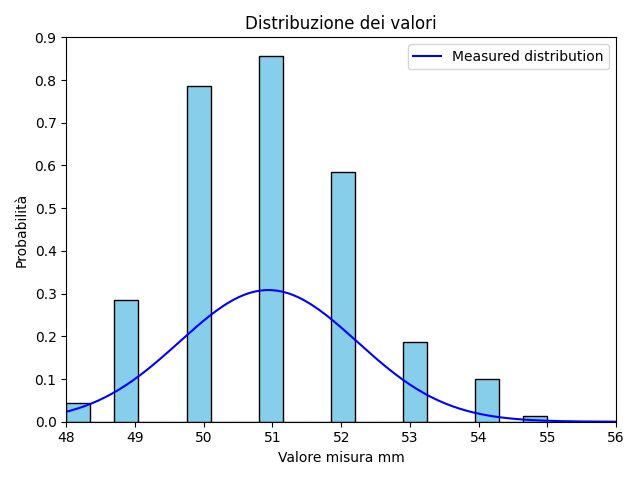 Distribuzione dei valori
Measured distribution
Probabilità
0.9
0.8
0.7
0.6
0.5
0.4
0.3
0.2
0.1
0.0
48 49 50 51 52 53 54 55 56
Valore misura mm